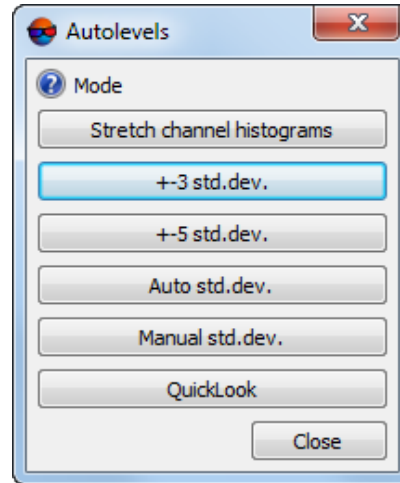 Autolevels
Mode
Stretch channel histograms
+-3 std.dev.
+-5 std.dev.
Auto std.dev.
Manual std.dev.
QuickLook
Close